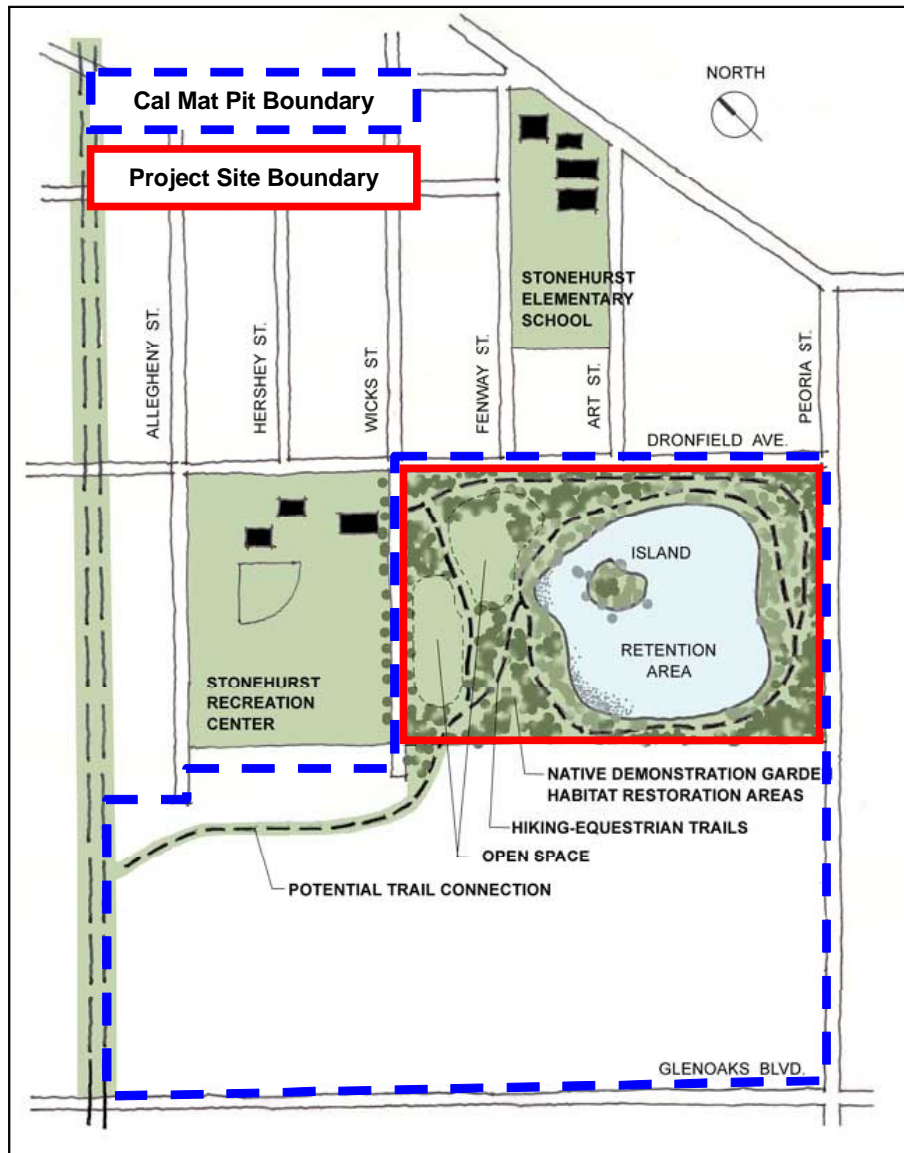 Cal Mat Pit Boundary
Project Site Boundary
NORTH
STONEHURST
ELEMENTARY
SCHOOL
ALLEGHENY ST.
HERSHEY ST.
WICKS ST.
FENWAY ST.
ART ST.
PEORIA ST.
DRONFIELD AVE.
ISLAND
RETENTION
AREA
STONEHURST
RECREATION
CENTER
NATIVE DEMONSTRATION GARDEN
HABITAT RESTORATION AREAS
HIKING-EQUESTRIAN TRAILS
OPEN SPACE
POTENTIAL TRAIL CONNECTION
GLENOAKS BLVD.